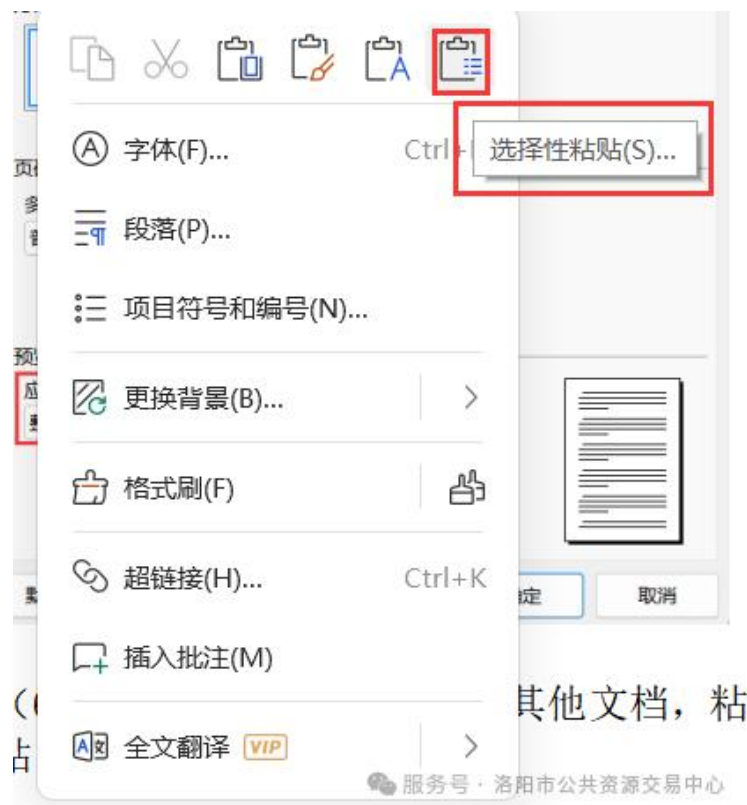 字体(F)...
Ctrl+
选择性粘贴(S)...
段落(P)...
项目符号和编号(N)...
更换背景(B)...
格式刷(F)
超链接(H)... Ctrl+K
取消
插入批注(M)
其他文档，粘
全文翻译 VIP
服务号 · 洛阳市公共资源交易中心